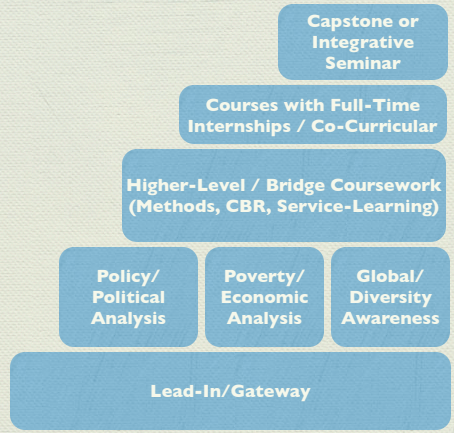 Capstone or
Integrative
Seminar
Courses with Full-Time
Internships / Co-Curricular
Higher-Level / Bridge Coursework
(Methods, CBR, Service-Learning)
Policy/
Political
Analysis
Poverty/
Economic
Analysis
Global/
Diversity
Awareness
Lead-In/Gateway